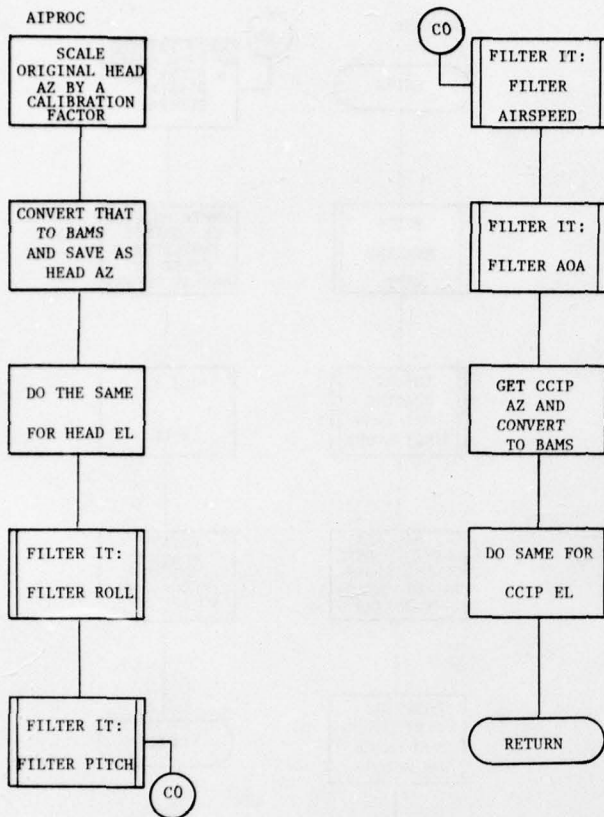 AIPROC
SCALE
ORIGINAL HEAD
AZ BY A
CALIBRATION
FACTOR
CONVERT THAT
TO BAMS
AND SAVE AS
HEAD AZ
DO THE SAME
FOR HEAD EL
FILTER IT:
FILTER ROLL
FILTER IT:
FILTER PITCH
CO
CO
FILTER IT:
FILTER
AIRSPEED
FILTER IT:
FILTER AOA
GET CCIP
AZ AND
CONVERT
TO BAMS
DO SAME FOR
CCIP EL
RETURN